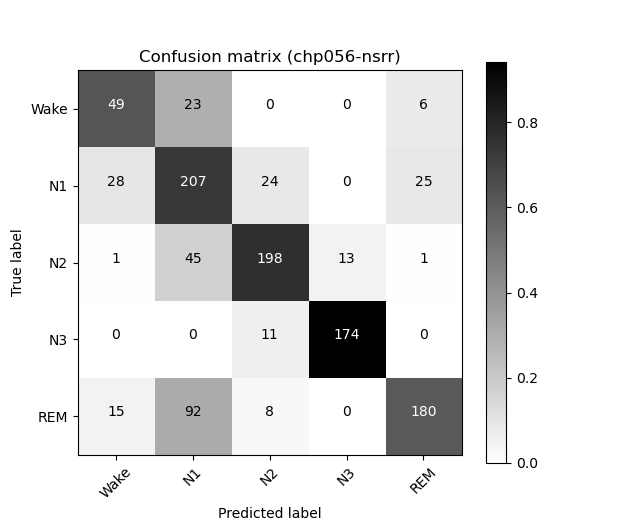 Confusion matrix (chp056-nsrr)
Wake 49 23 0 0 6
N1 28 207 24 0 25
N2 1 45 198 13 1
N3 0 0 11 174 0
REM 15 92 8 0 180
Wake N1 N2 N3 REM
Predicted label
True label
0.8
0.6
0.4
0.2
0.0